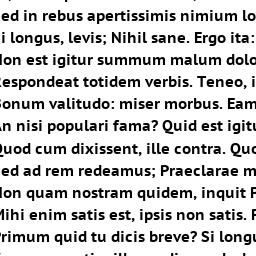 sed in rebus apertissimis nimium lo
si longus, levis; Nihil sane. Ergo ita:
Non est igitur summum malum dolo
Respondeat totidem verbis. Teneo, i
Bonum valitudo: miser morbus. Eam
An nisi populari fama? Quid est igitu
Quod cum dixissent, ille contra. Quo
Sed ad rem redeamus; Praeclarae m
Non quam nostram quidem, inquit P
Mihi enim satis est, ipsis non satis. P
Primum quid tu dicis breve? Si longu